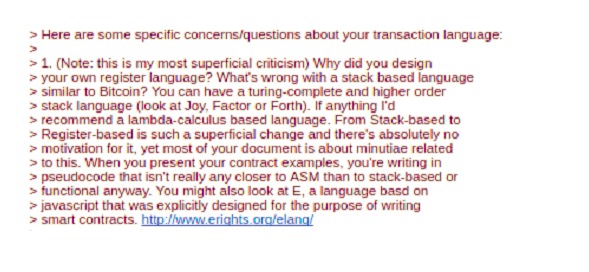 > Here are some specific concerns/questions about your transaction language:
>
> 1. (Note: this is my most superficial criticism) Why did you design
> your own register language? What's wrong with a stack based language
> similar to Bitcoin? You can have a turing-complete and higher order
> stack language (look at Joy, Factor or Forth). If anything I'd
> recommend a lambda-calculus based language. From Stack-based to
> Register-based is such a superficial change and there's absolutely no
> motivation for it, yet most of your document is about minutiae related
> to this. When you present your contract examples, you're writing in
> pseudocode that isn't really any closer to ASM than to stack-based or
> functional anyway. You might also look at E, a language basd on
> javascript that was explicitly designed for the purpose of writing
> smart contracts. http://www.erights.org/elang/